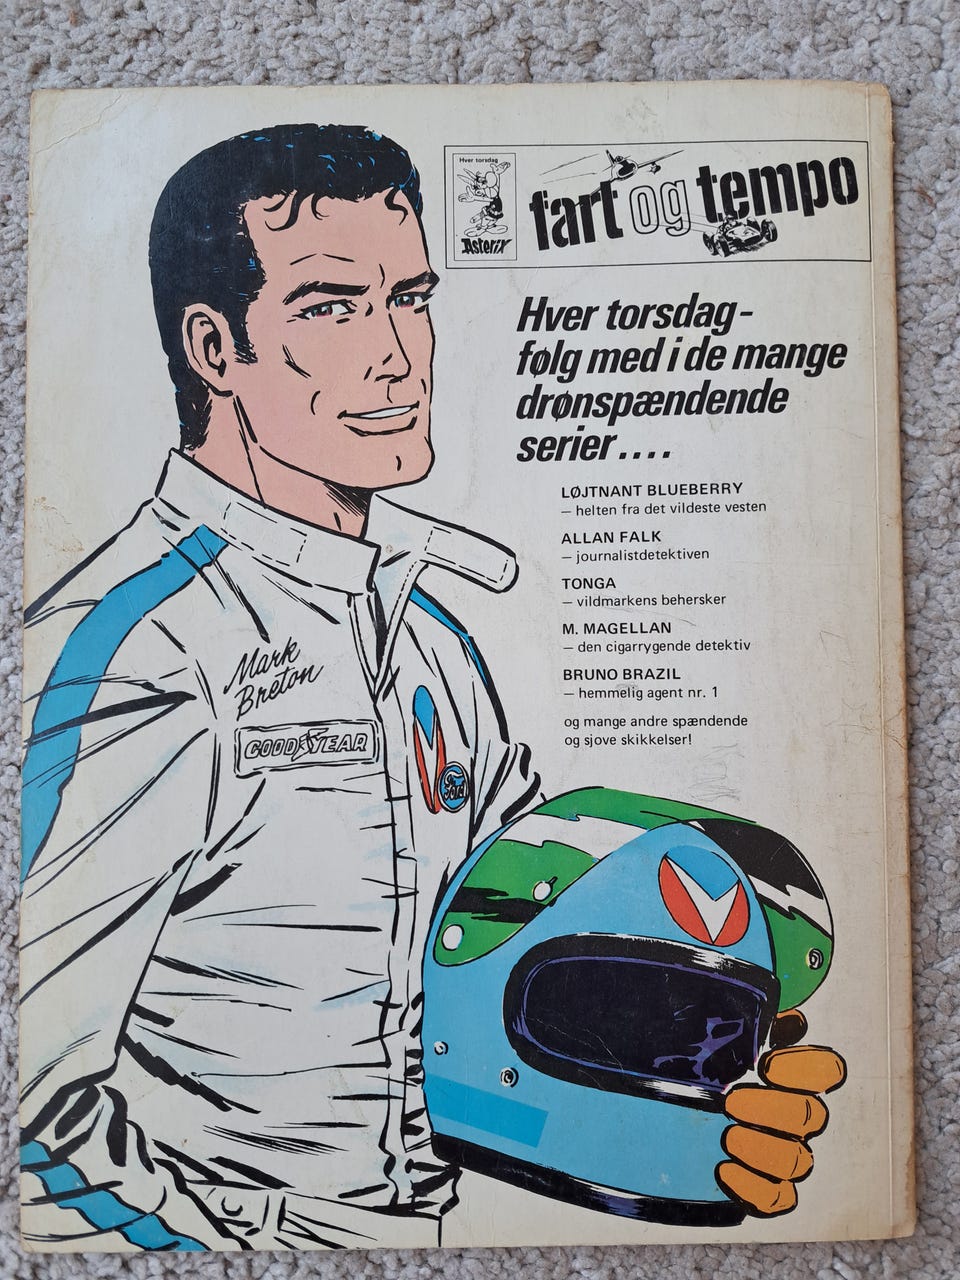 Hver torsdag
Asterix
fart og tempo
Hver torsdag -
følg med i de mange
drønspændende
serier....
LØJTNANT BLUEBERRY
— helten fra det vildeste vesten
ALLAN FALK
— journalistdetektiven
TONGA
— vildmarkens behersker
M. MAGELLAN
— den cigarrygende detektiv
BRUNO BRAZIL
— hemmelig agent nr. 1
og mange andre spændende
og sjove skikkelser!
Mark
Breton
GOODYEAR
Ford